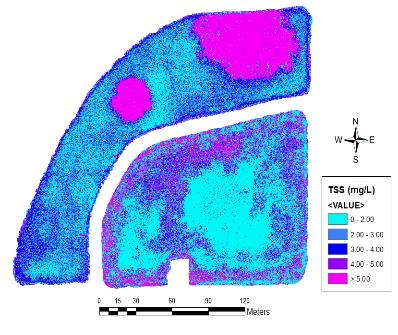 N
W E
S
TSS (mg/L)
<VALUE>
0 - 2.00
2.00 - 3.00
3.00 - 4.00
4.00 - 5.00
> 5.00
0 15 30 60 90 120
Meters